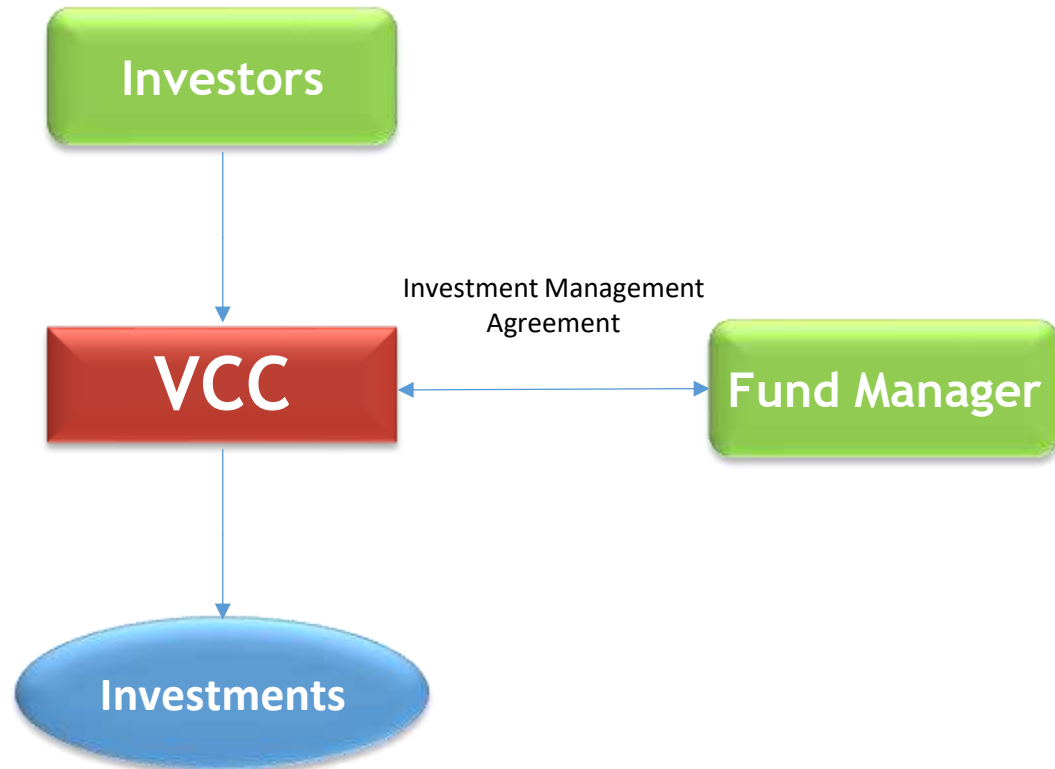 Investors
Investment Management
Agreement
VCC
Fund Manager
Investments